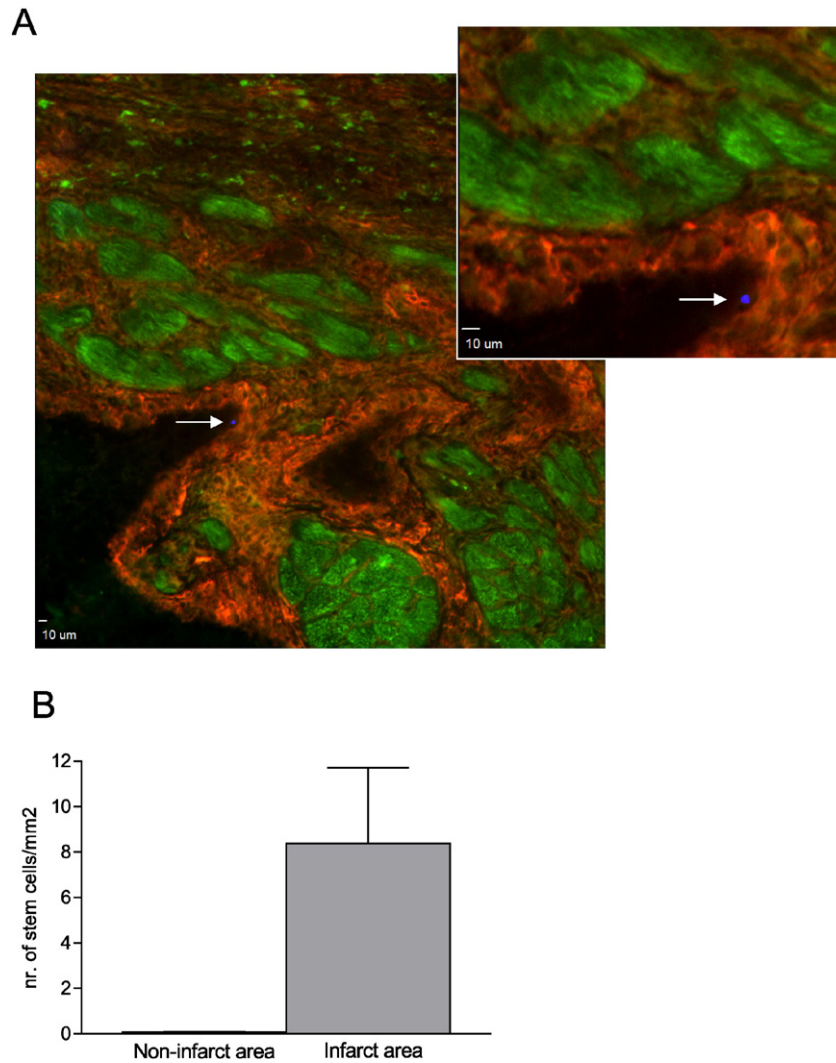 A
10 um
10 um
B
nr. of stem cells/mm2
12
10
8
6
4
2
0
Non-infarct area
Infarct area